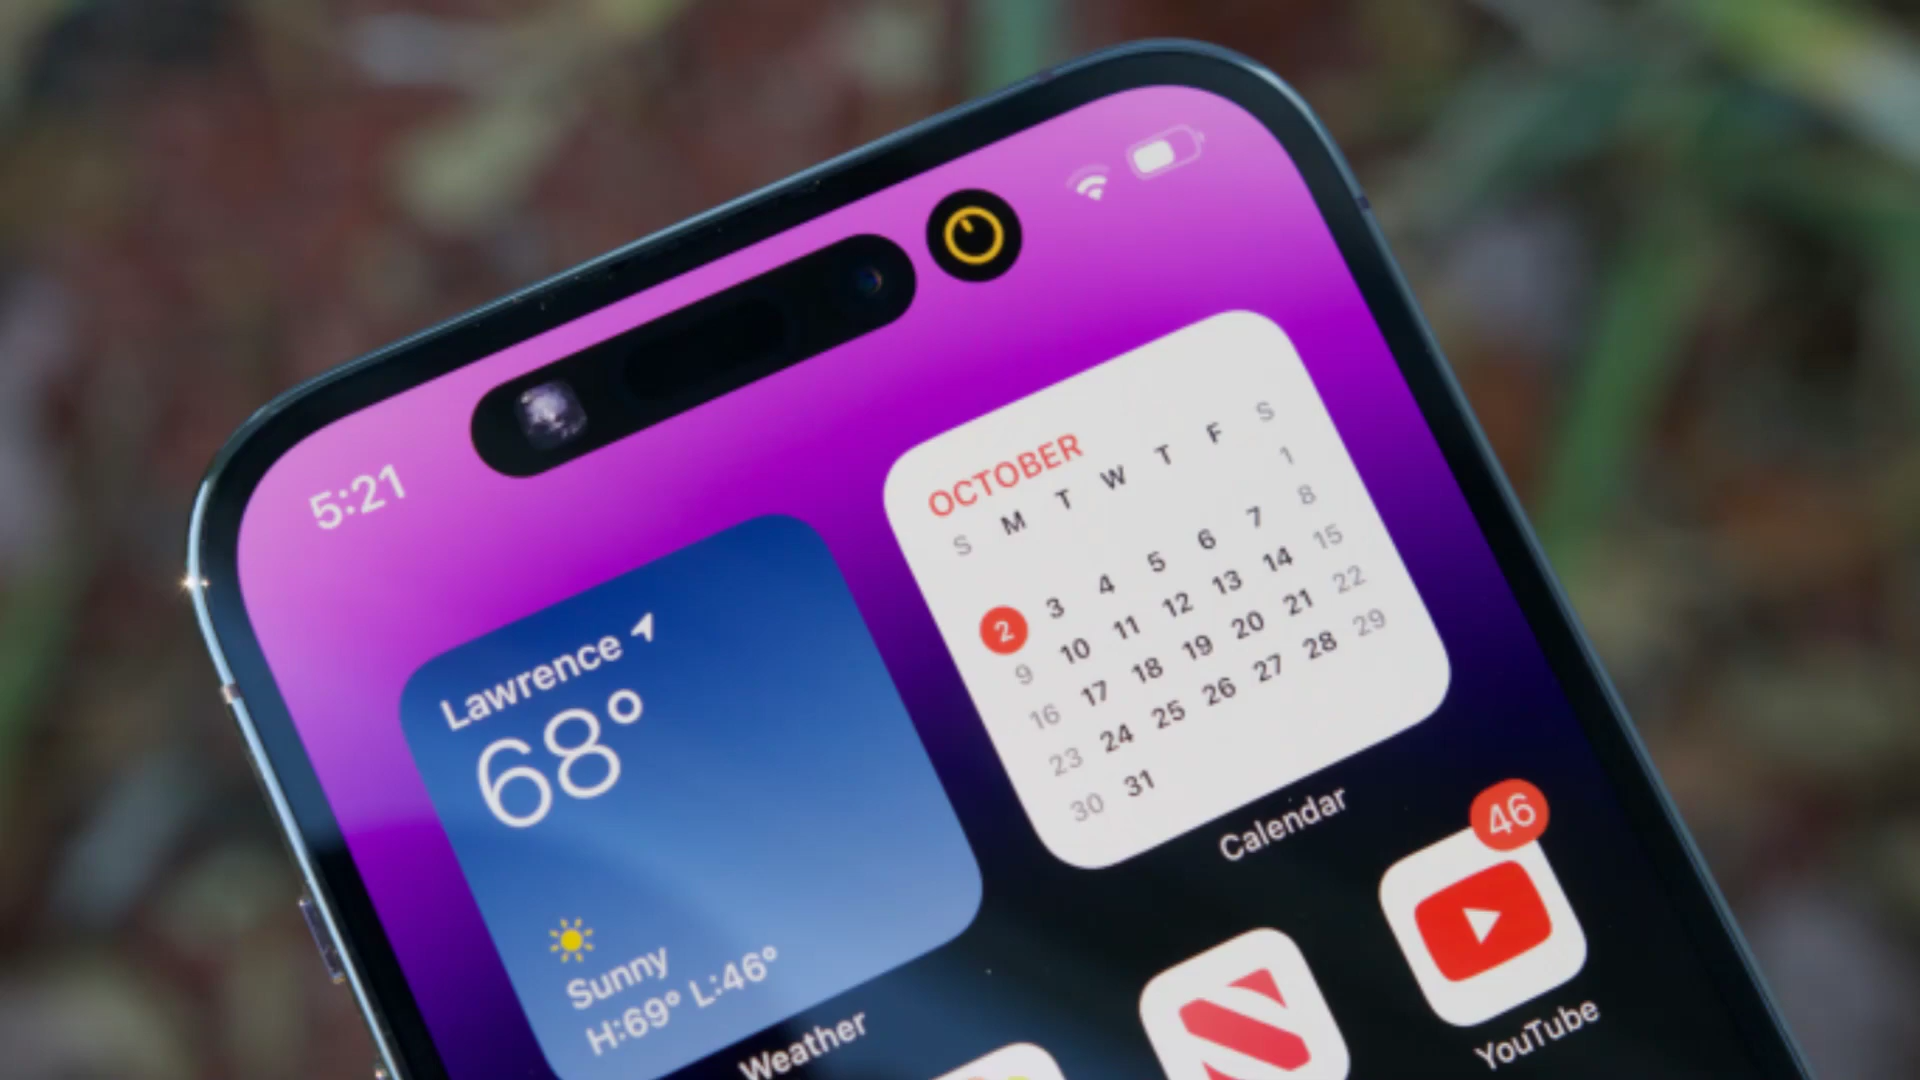 5:21
Lawrence
68°
Sunny
H:69° L:46°
Weather
OCTOBER
S M T W T F S
1
2 3 4 5 6 7 8
9 10 11 12 13 14 15
16 17 18 19 20 21 22
23 24 25 26 27 28 29
30 31
Calendar
46
YouTube